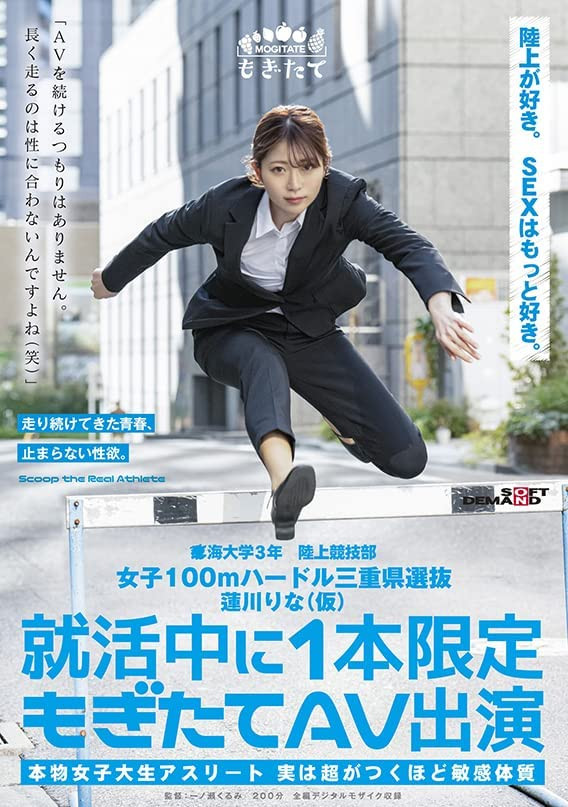 MOGITATE
もぎたて
陸上が好き。 SEXはもっと好き。
「AVを続けるつもりはありません。
長く走るのは性に合わないんですよね(笑)」
走り続けてきた青春、
止まらない性欲。
Scoop the Real Athlete
SOFT ON DEMAND
海大学3年 陸上競技部
女子100mハードル三重県選抜
蓮川りな(仮)
就活中に1本限定
もぎたてAV出演
本物女子大生アスリート 実は超がつくほど敏感体質
監督:一ノ瀬くるみ 200分 全編デジタルモザイク収録